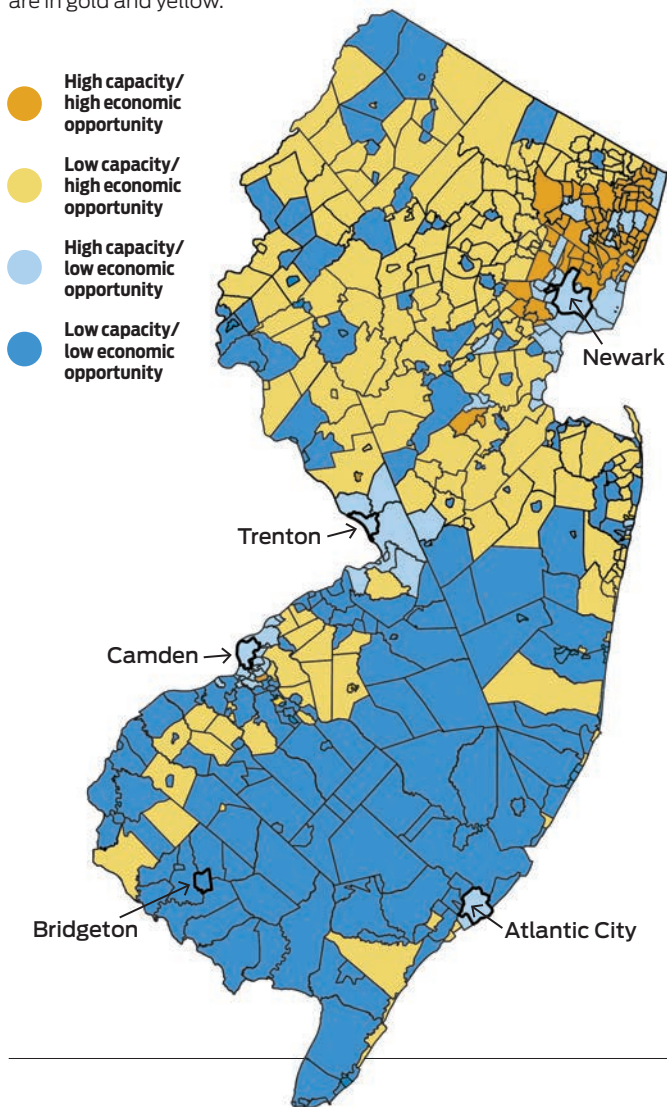 are in gold and yellow.
High capacity/
high economic
opportunity
Low capacity/
high economic
opportunity
High capacity/
low economic
opportunity
Low capacity/
low economic
opportunity
Newark
Trenton
Camden
Bridgeton
Atlantic City